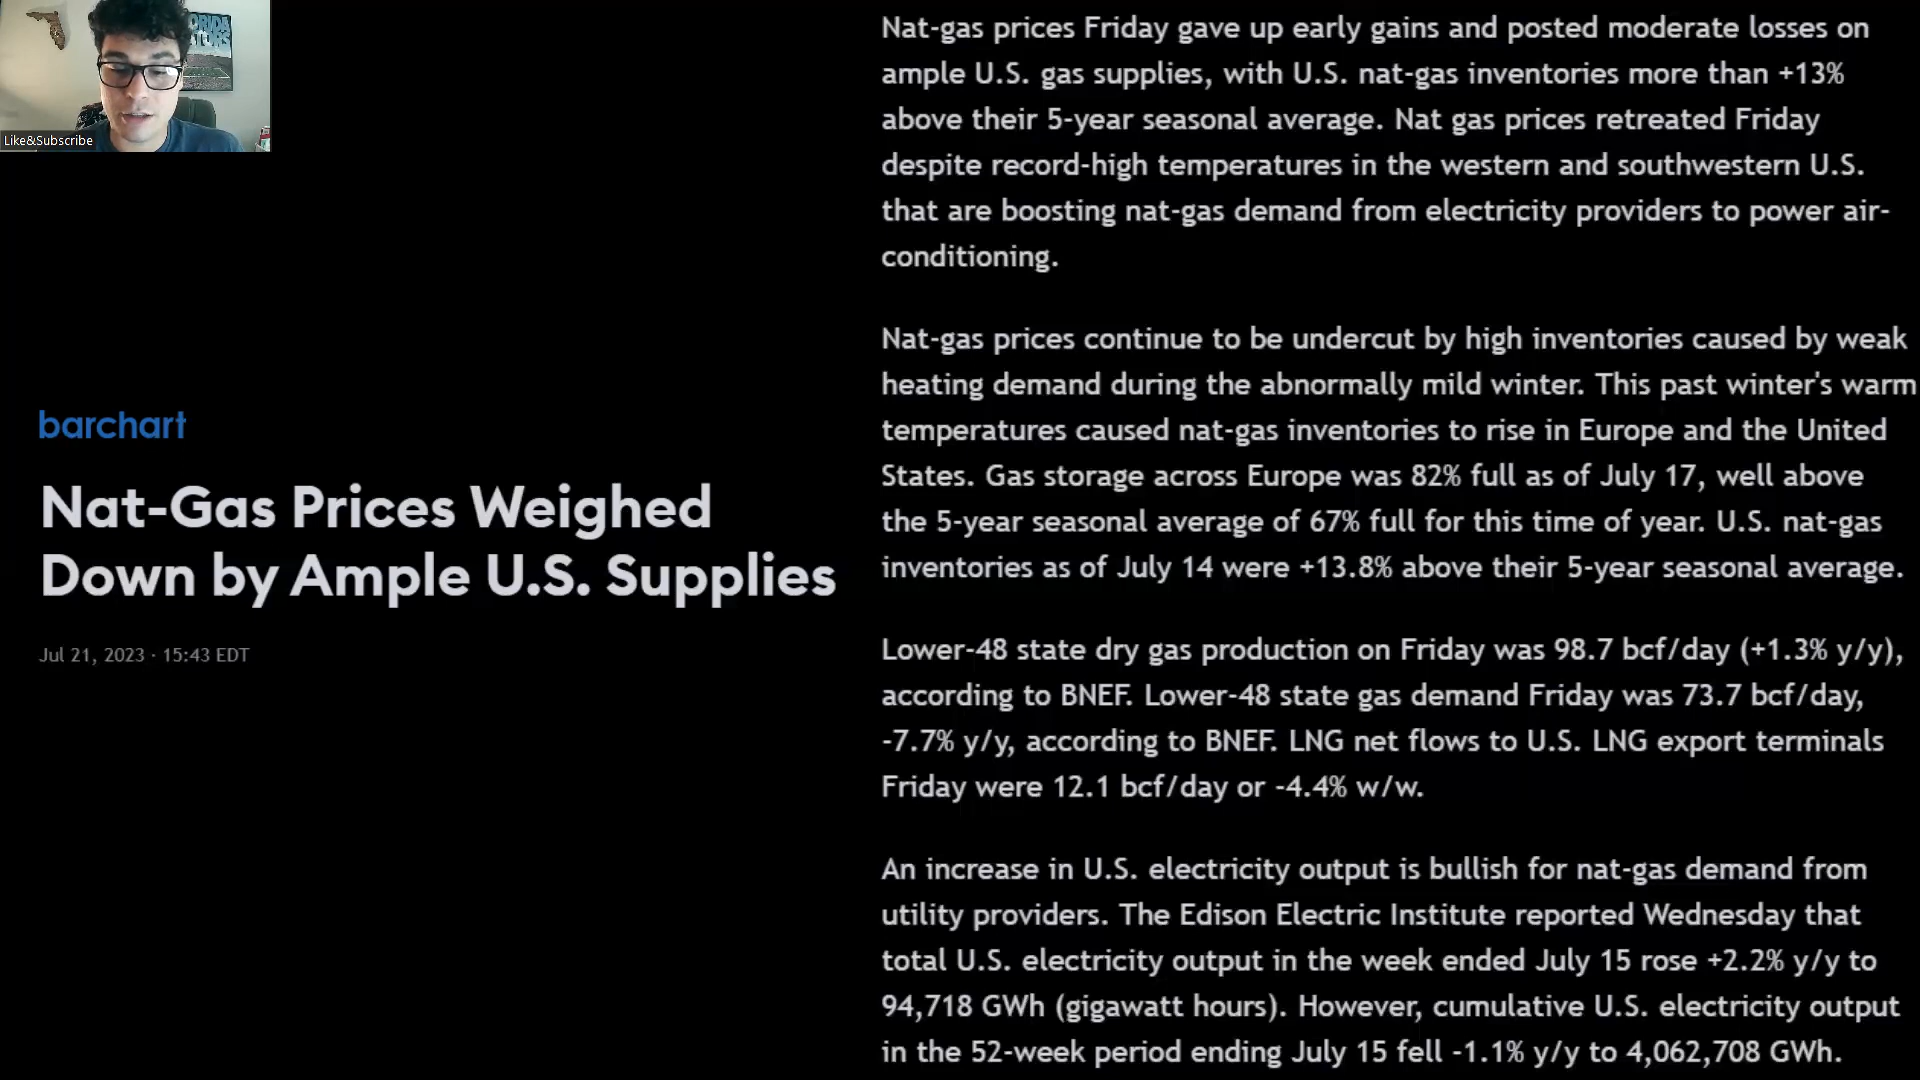 Like&Subscribe
barchart
Nat-Gas Prices Weighed
Down by Ample U.S. Supplies
Jul 21, 2023 · 15:43 EDT
Nat-gas prices Friday gave up early gains and posted moderate losses on
ample U.S. gas supplies, with U.S. nat-gas inventories more than +13%
above their 5-year seasonal average. Nat gas prices retreated Friday
despite record-high temperatures in the western and southwestern U.S.
that are boosting nat-gas demand from electricity providers to power air-
conditioning.
Nat-gas prices continue to be undercut by high inventories caused by weak
heating demand during the abnormally mild winter. This past winter's warm
temperatures caused nat-gas inventories to rise in Europe and the United
States. Gas storage across Europe was 82% full as of July 17, well above
the 5-year seasonal average of 67% full for this time of year. U.S. nat-gas
inventories as of July 14 were +13.8% above their 5-year seasonal average.
Lower-48 state dry gas production on Friday was 98.7 bcf/day (+1.3% y/y),
according to BNEF. Lower-48 state gas demand Friday was 73.7 bcf/day,
-7.7% y/y, according to BNEF. LNG net flows to U.S. LNG export terminals
Friday were 12.1 bcf/day or -4.4% w/w.
An increase in U.S. electricity output is bullish for nat-gas demand from
utility providers. The Edison Electric Institute reported Wednesday that
total U.S. electricity output in the week ended July 15 rose +2.2% y/y to
94,718 GWh (gigawatt hours). However, cumulative U.S. electricity output
in the 52-week period ending July 15 fell -1.1% y/y to 4,062,708 GWh.